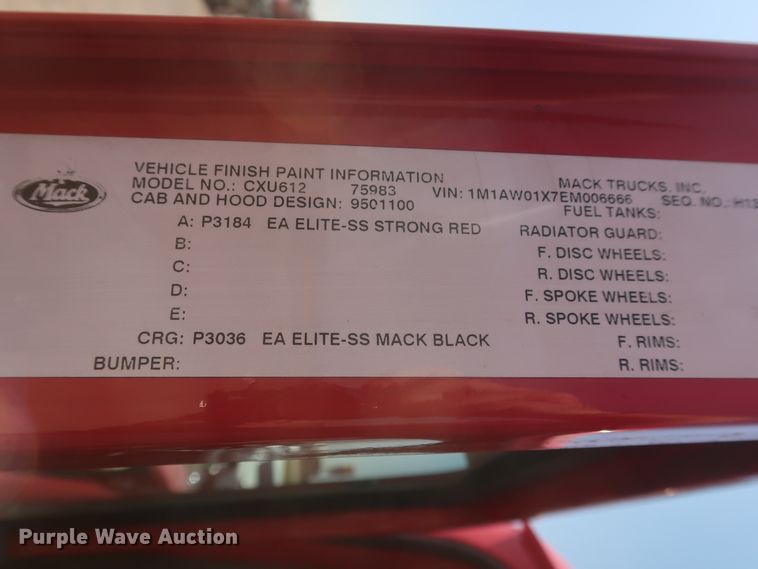 Mack
VEHICLE FINISH PAINT INFORMATION MACK TRUCKS, INC.
MODEL NO.: CXU612 75983 VIN: 1M1AW01X7EM006666 SEQ. NO.:
CAB AND HOOD DESIGN: 9501100 FUEL TANKS:
A: P3184 EA ELITE-SS STRONG RED RADIATOR GUARD:
B: F. DISC WHEELS:
C: R. DISC WHEELS:
D: F. SPOKE WHEELS:
E: R. SPOKE WHEELS:
CRG: P3036 EA ELITE-SS MACK BLACK F. RIMS:
BUMPER: R. RIMS:
Purple Wave Auction